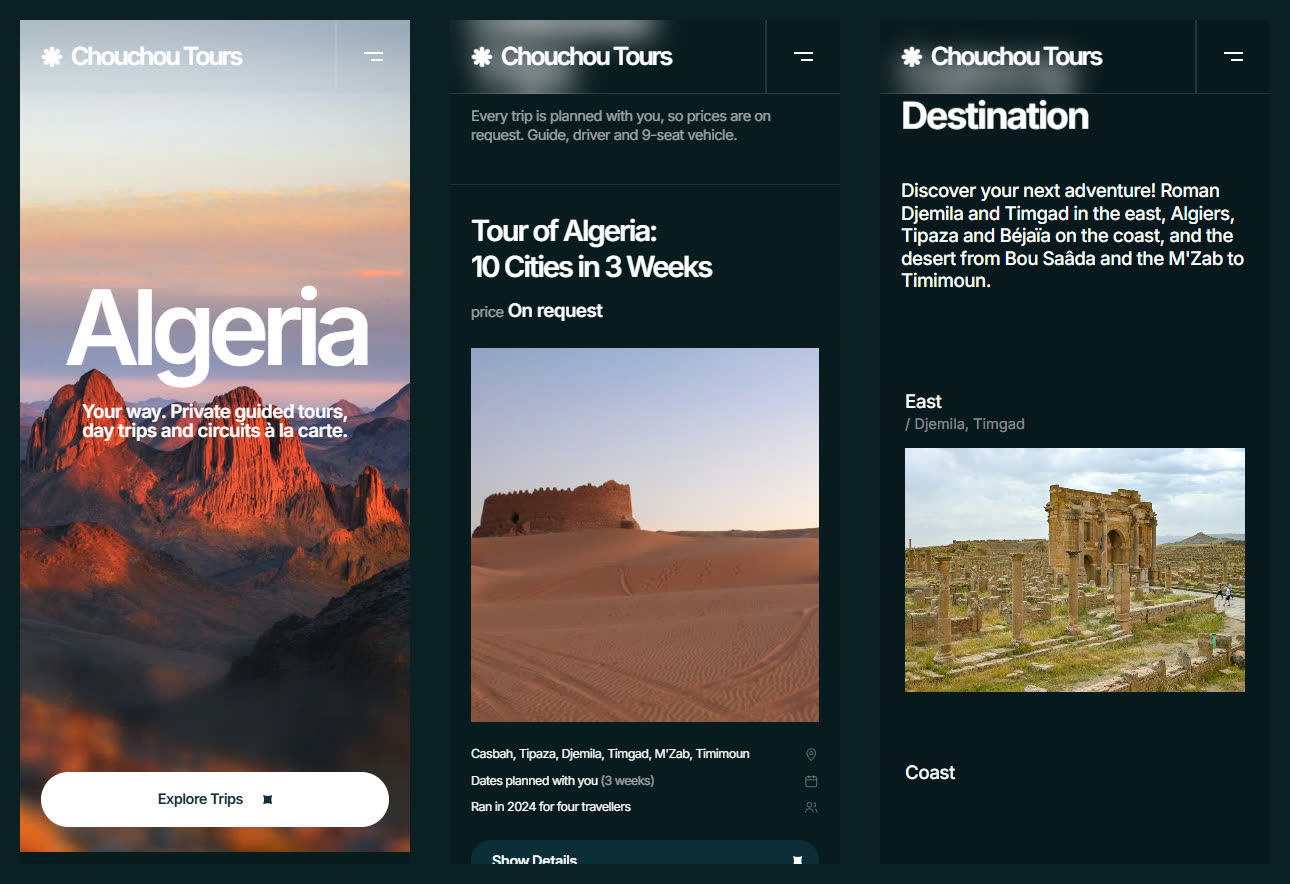 Chouchou Tours
Algeria
Your way. Private guided tours,
day trips and circuits à la carte.
Explore Trips
Chouchou Tours
Every trip is planned with you, so prices are on
request. Guide, driver and 9-seat vehicle.
Tour of Algeria:
10 Cities in 3 Weeks
price On request
Casbah, Tipaza, Djemila, Timgad, M'Zab, Timimoun
Dates planned with you (3 weeks)
Ran in 2024 for four travellers
Show Details
Chouchou Tours
Destination
Discover your next adventure! Roman
Djemila and Timgad in the east, Algiers,
Tipaza and Béjaïa on the coast, and the
desert from Bou Saâda and the M'Zab to
Timimoun.
East
/ Djemila, Timgad
Coast